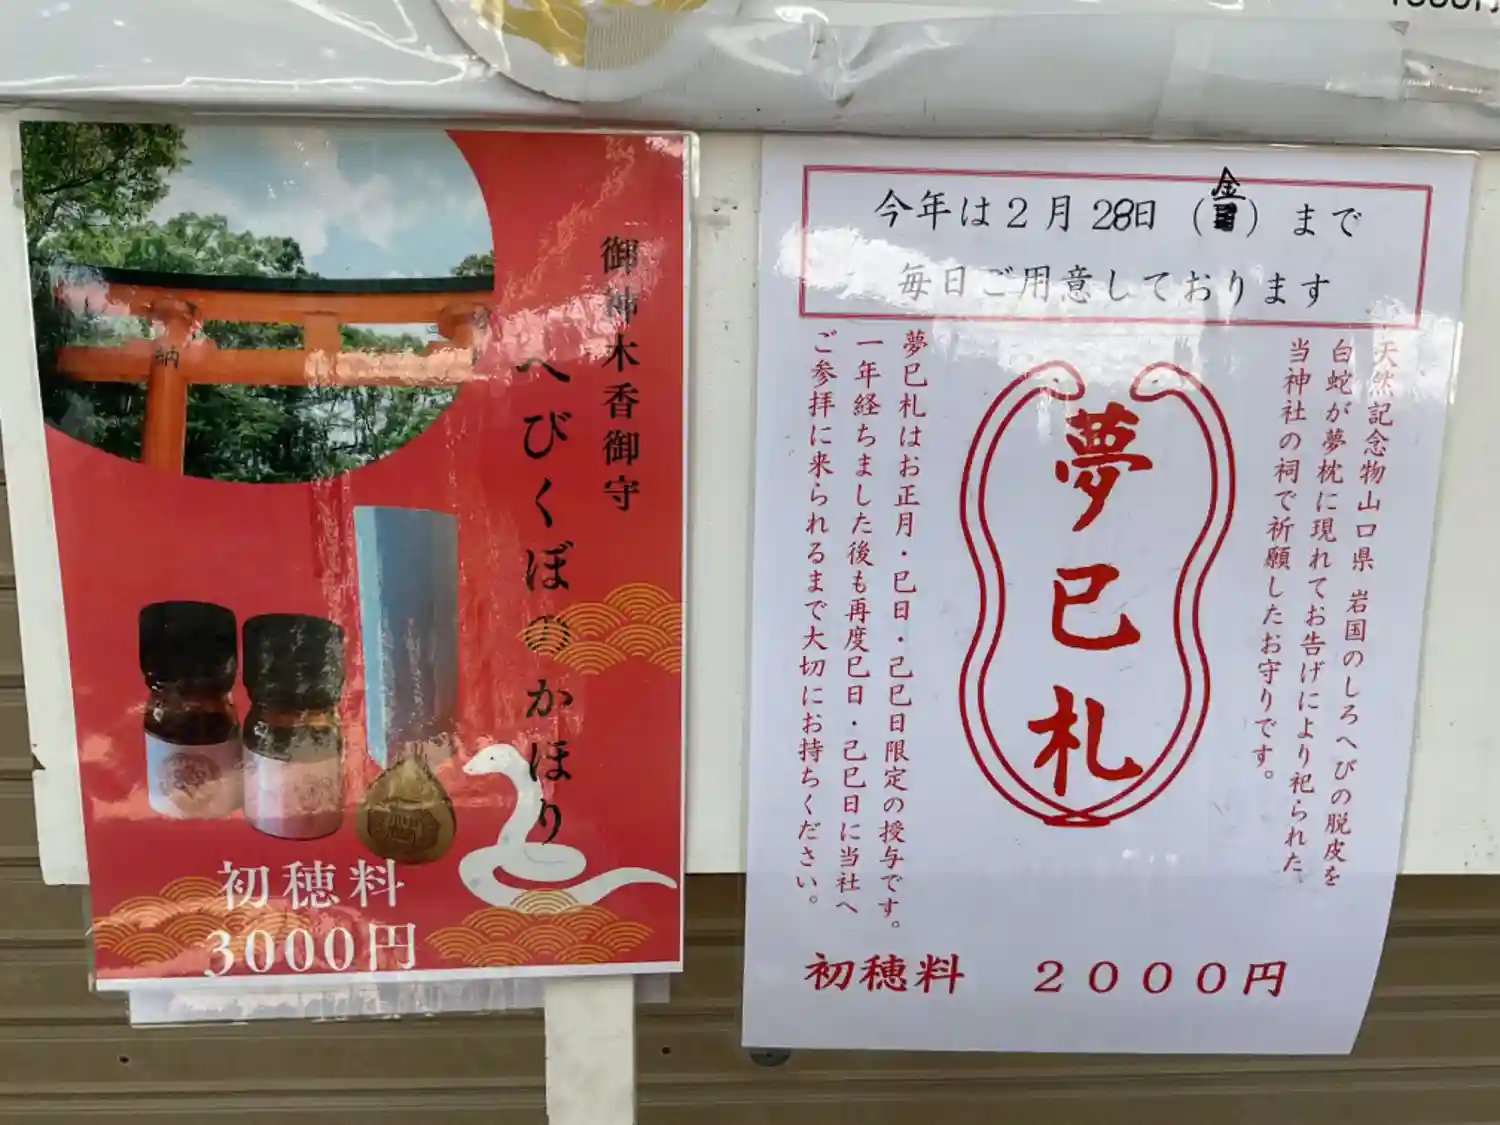 御神木香御守
へびくぼのかほり
納
初穂料
3000円
今年は2月28日（金）まで
毎日ご用意しております
天然記念物山口県 岩国のしろへびの脱皮を
白蛇が夢枕に現れてお告げにより祀られた
当神社の祠で祈願したお守りです。
夢巳札
夢巳札はお正月・巳日・己巳日限定の授与です。
一年経ちました後も再度巳日・己巳日に当社へ
ご参拝に来られるまで大切にお持ちください。
初穂料　２０００円